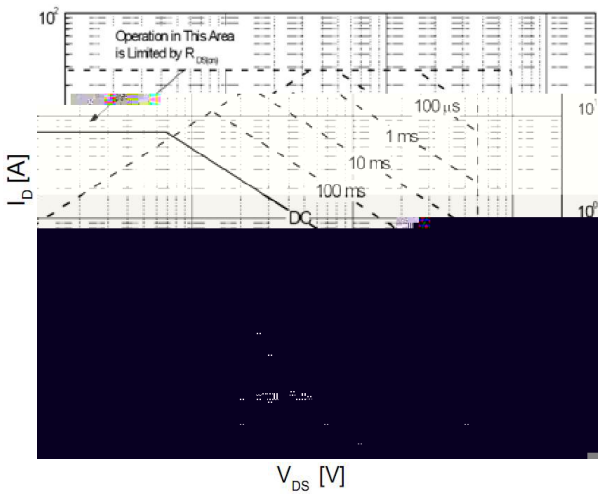 10²
Operation in This Area
is Limited by R_DS(on)
100 µs
10¹
1 ms
10 ms
100 ms
10⁰
DC
I_D [A]
V_DS [V]